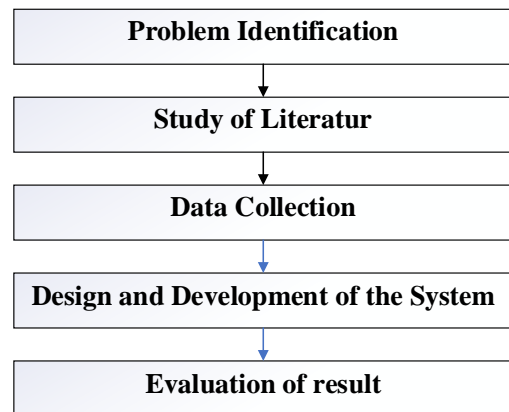 Problem Identification
Study of Literatur
Data Collection
Design and Development of the System
Evaluation of result